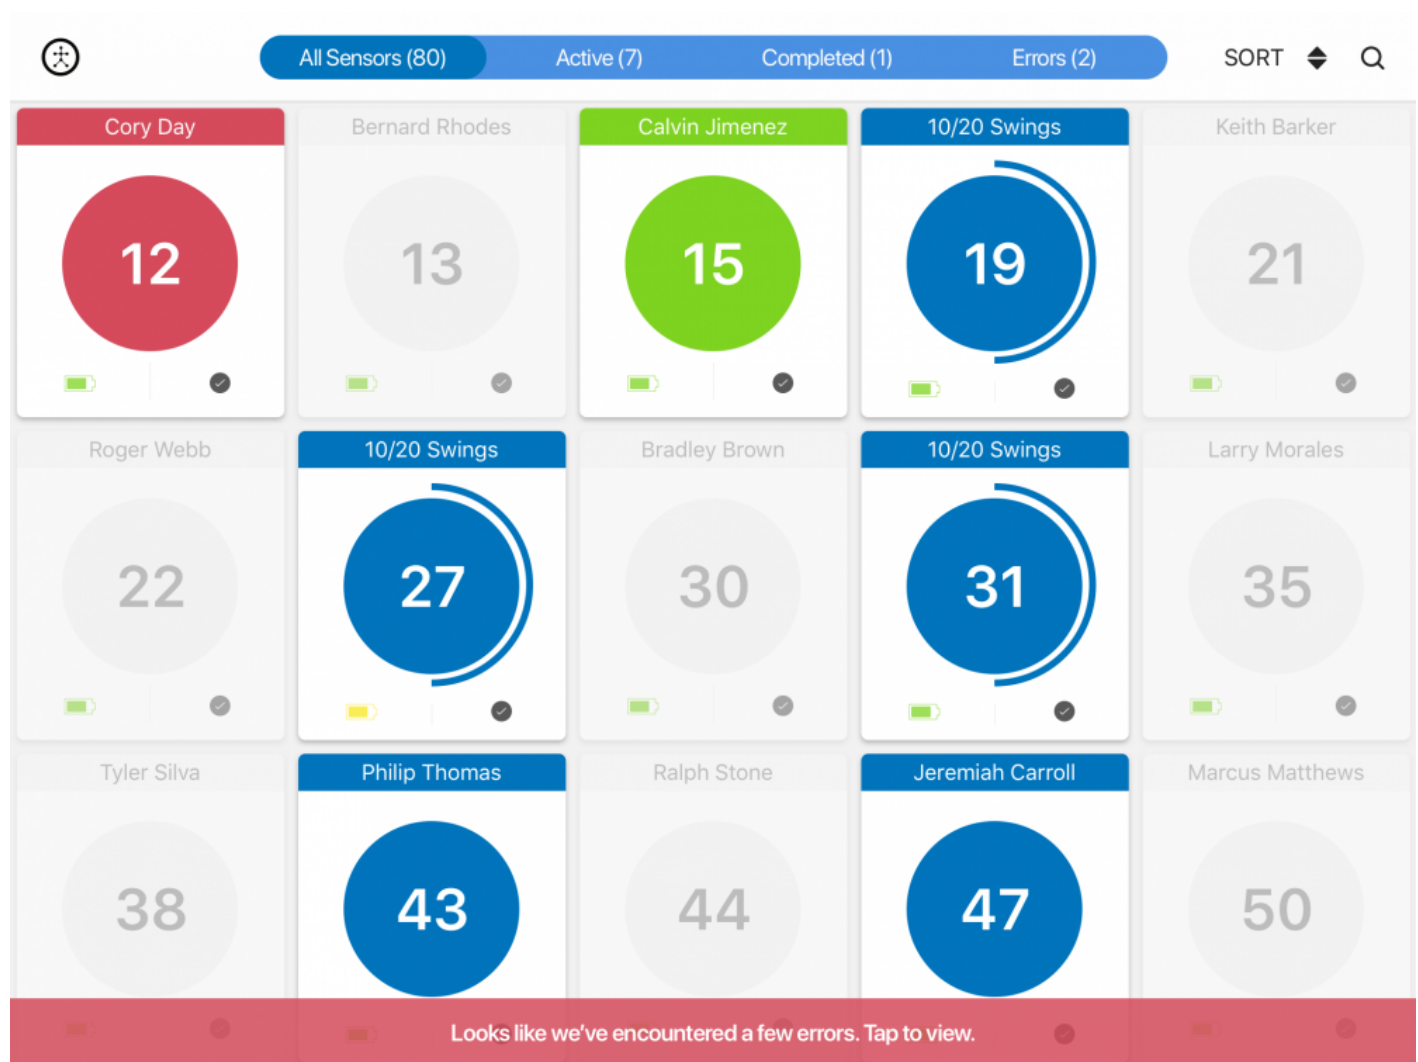 All Sensors (80) Active (7) Completed (1) Errors (2) SORT
Cory Day Bernard Rhodes Calvin Jimenez 10/20 Swings Keith Barker
12 13 15 19 21
Roger Webb 10/20 Swings Bradley Brown 10/20 Swings Larry Morales
22 27 30 31 35
Tyler Silva Philip Thomas Ralph Stone Jeremiah Carroll Marcus Matthews
38 43 44 47 50
Looks like we've encountered a few errors. Tap to view.